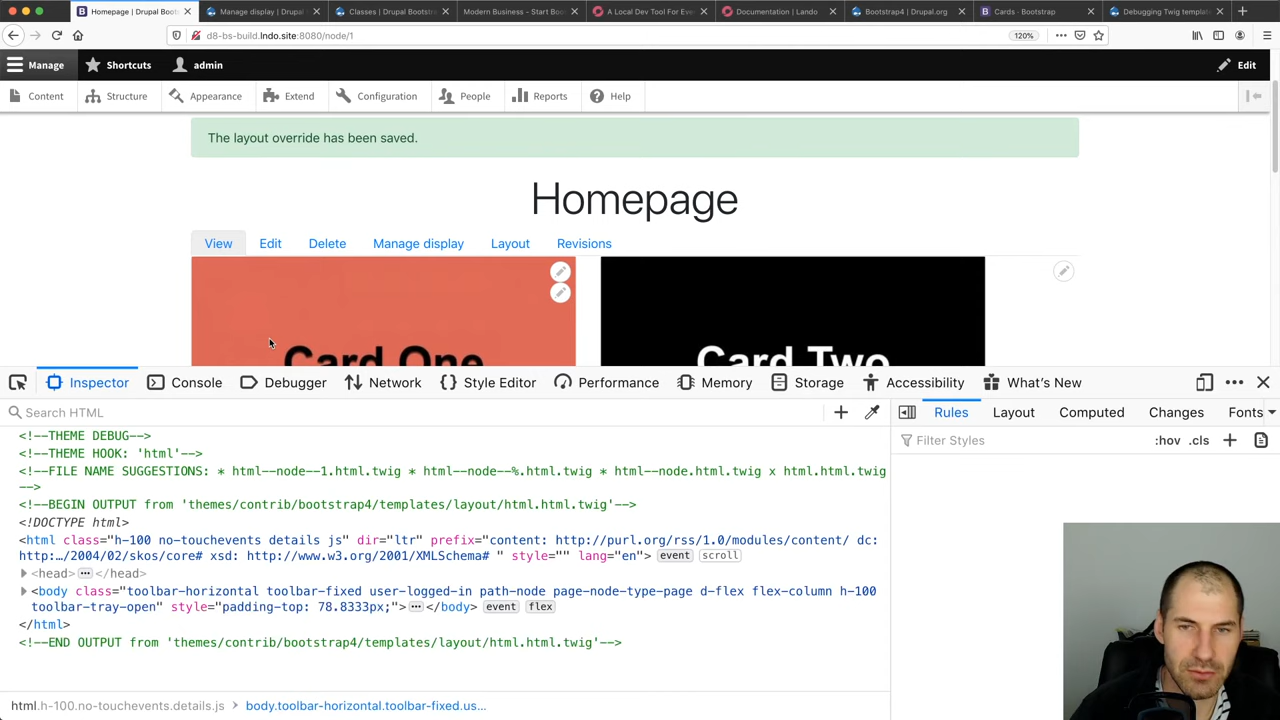 Homepage | Drupal Boots
Manage display | Drupal
Classes | Drupal Bootstr
Modern Business - Start Boo
A Local Dev Tool For Eve
Documentation | Lando
Bootstrap4 | Drupal.org
Cards · Bootstrap
Debugging Twig templat
d8-bs-build.lndo.site:8080/node/1
120%
Manage
Shortcuts
admin
Edit
Content
Structure
Appearance
Extend
Configuration
People
Reports
Help
The layout override has been saved.
Homepage
View
Edit
Delete
Manage display
Layout
Revisions
Card One
Card Two
Inspector
Console
Debugger
Network
Style Editor
Performance
Memory
Storage
Accessibility
What's New
Search HTML
Rules
Layout
Computed
Changes
Fonts
Filter Styles
:hov .cls
<!--THEME DEBUG-->
<!--THEME HOOK: 'html'-->
<!--FILE NAME SUGGESTIONS: * html--node--1.html.twig * html--node--%.html.twig * html--node.html.twig x html.html.twig
-->
<!--BEGIN OUTPUT from 'themes/contrib/bootstrap4/templates/layout/html.html.twig'-->
<!DOCTYPE html>
<html class="h-100 no-touchevents details js" dir="ltr" prefix="content: http://purl.org/rss/1.0/modules/content/ dc:
http:…/2004/02/skos/core# xsd: http://www.w3.org/2001/XMLSchema# " style="" lang="en"> event scroll
<head> ••• </head>
<body class="toolbar-horizontal toolbar-fixed user-logged-in path-node page-node-type-page d-flex flex-column h-100
toolbar-tray-open" style="padding-top: 78.8333px;"> ••• </body> event flex
</html>
<!--END OUTPUT from 'themes/contrib/bootstrap4/templates/layout/html.html.twig'-->
html.h-100.no-touchevents.details.js
body.toolbar-horizontal.toolbar-fixed.us...